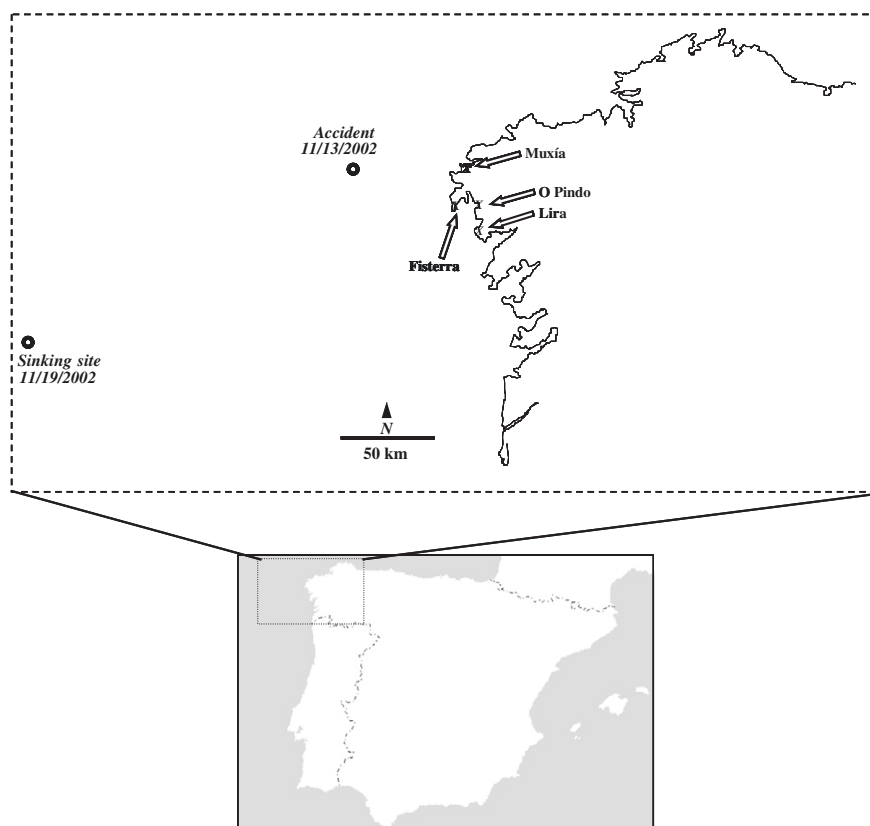 Accident
11/13/2002
Muxía
O Pindo
Lira
Fisterra
Sinking site
11/19/2002
N
50 km